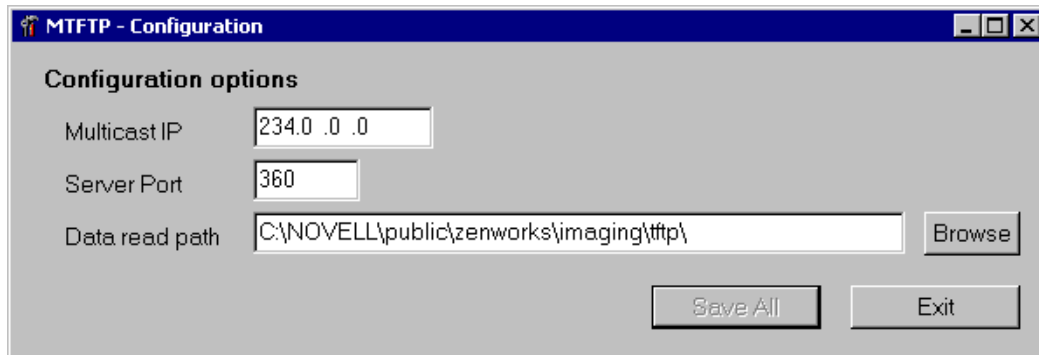 MTFTP - Configuration
Configuration options
Multicast IP 234.0 .0 .0
Server Port 360
Data read path C:\NOVELL\public\zenworks\imaging\tftp\ Browse
Save All Exit